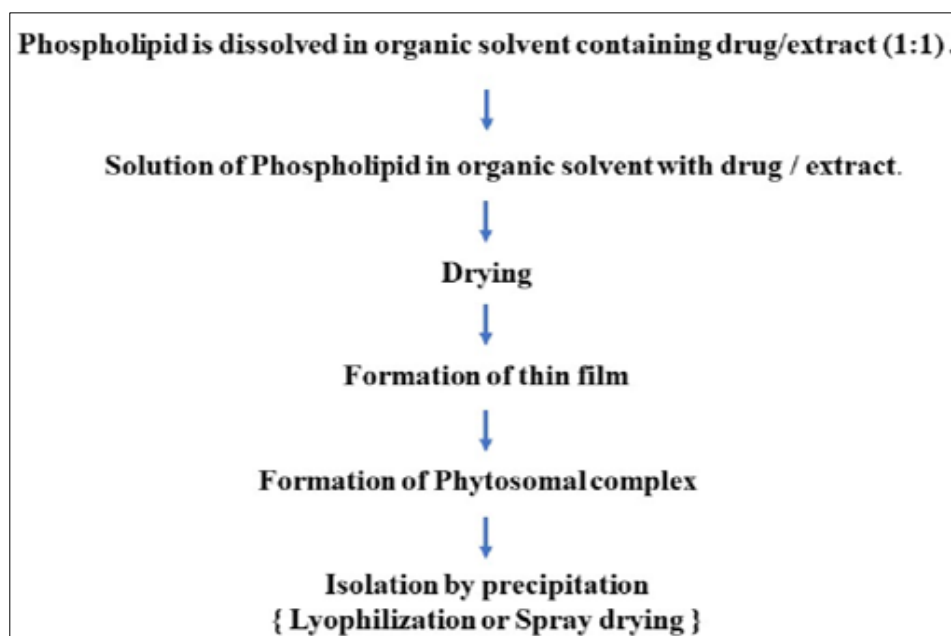 Phospholipid is dissolved in organic solvent containing drug/extract (1:1) .
Solution of Phospholipid in organic solvent with drug / extract.
Drying
Formation of thin film
Formation of Phytosomal complex
Isolation by precipitation
{ Lyophilization or Spray drying }